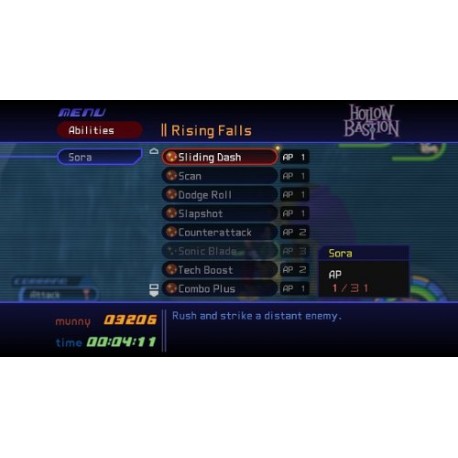 MENU
Abilities
Rising Falls
HOLLOW
BASTION
Sora
Sliding Dash AP 1
Scan AP 1
Dodge Roll AP 1
Slapshot AP 1
Counterattack AP 2
Sonic Blade AP 3
Tech Boost AP 2
Combo Plus AP 1
Sora
AP
1/31
COMMAND
Attack
munny 03206
Rush and strike a distant enemy.
time 00:04:11